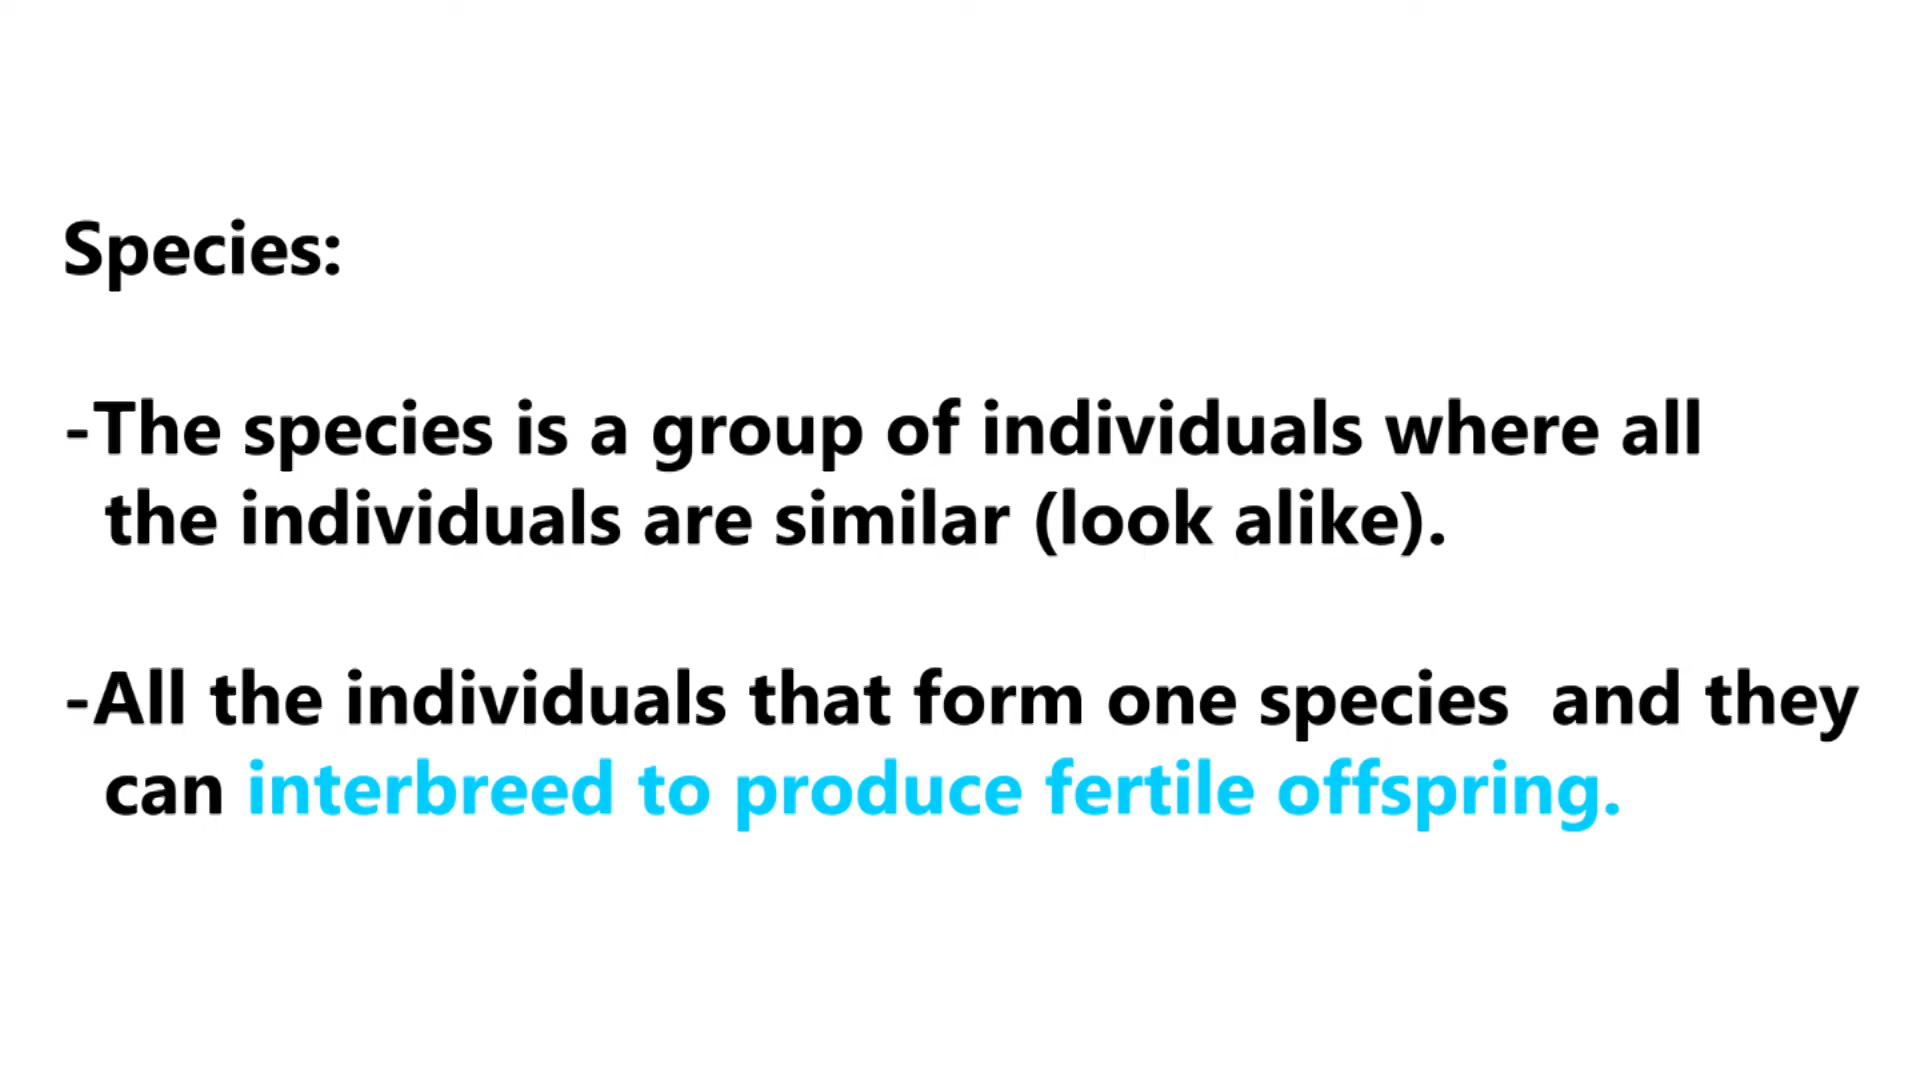 Species:
-The species is a group of individuals where all
the individuals are similar (look alike).
-All the individuals that form one species  and they
can interbreed to produce fertile offspring.